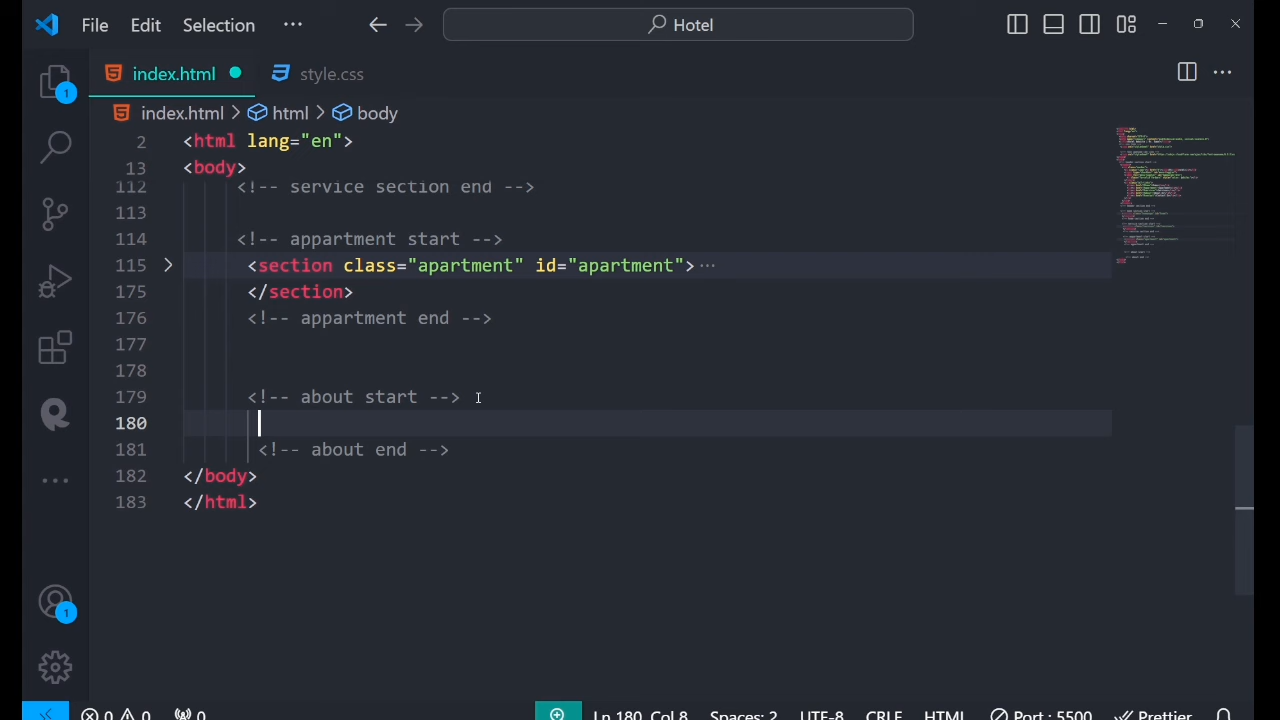 File Edit Selection ··· Hotel
index.html style.css
index.html > html > body
2 <html lang="en">
13 <body>
112 <!-- service section end -->
113
114 <!-- appartment start -->
115 <section class="apartment" id="apartment"> ···
175 </section>
176 <!-- appartment end -->
177
178
179 <!-- about start -->
180
181 <!-- about end -->
182 </body>
183 </html>
1
1
0 0 0 Ln 180, Col 8 Spaces: 2 UTF-8 CRLF HTML Port : 5500 Prettier